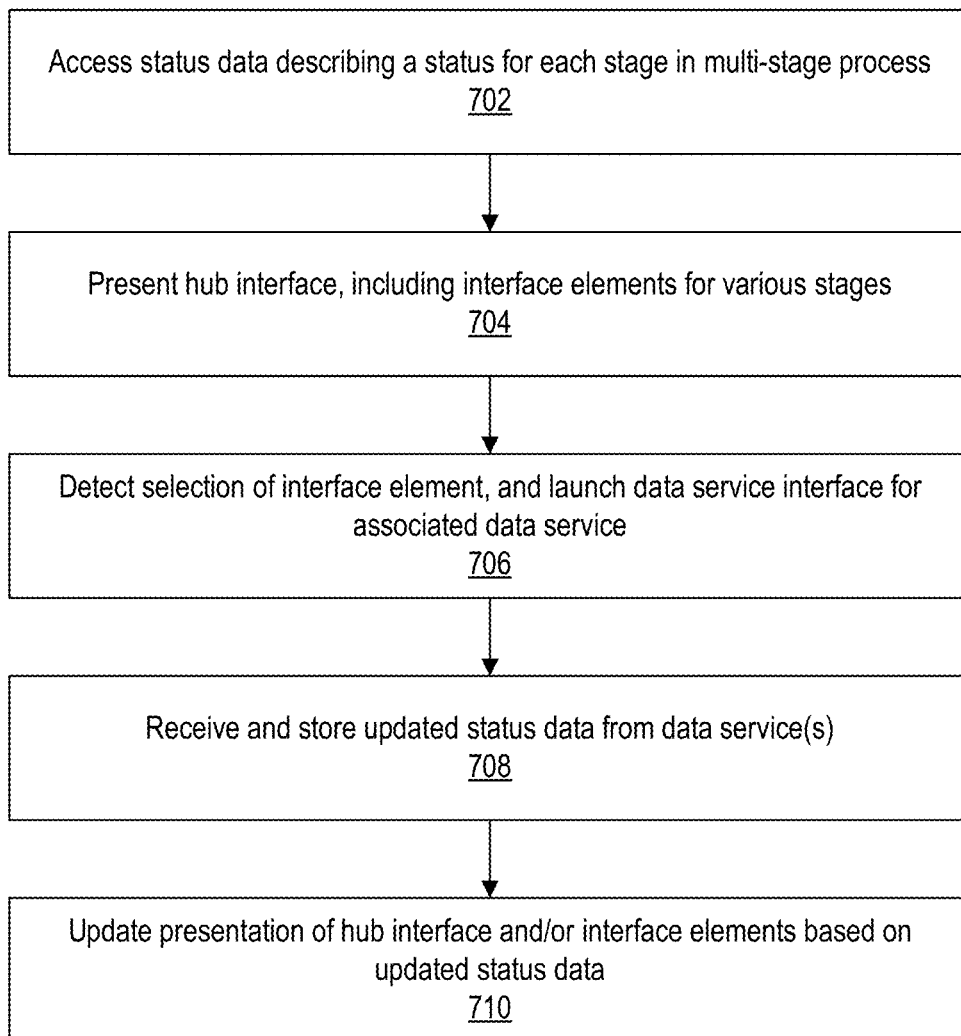 Access status data describing a status for each stage in multi-stage process
702
Present hub interface, including interface elements for various stages
704
Detect selection of interface element, and launch data service interface for
associated data service
706
Receive and store updated status data from data service(s)
708
Update presentation of hub interface and/or interface elements based on
updated status data
710